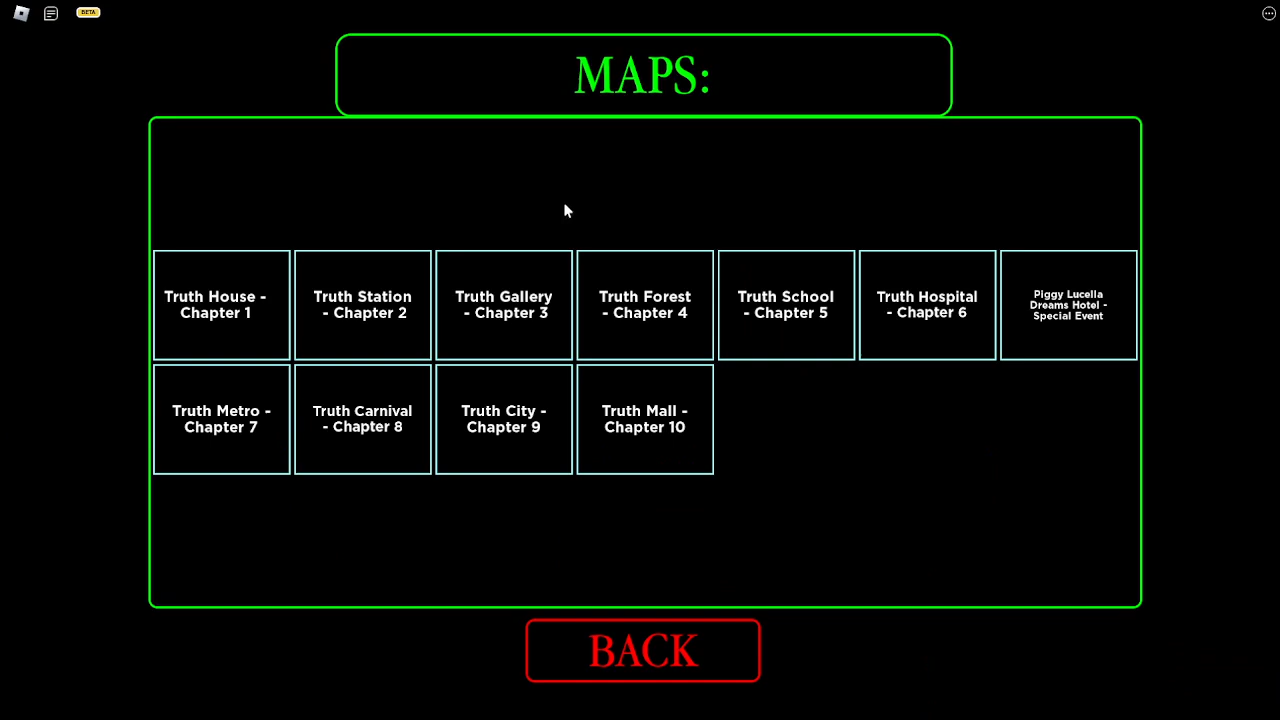 BETA
MAPS:
Truth House -
Chapter 1
Truth Station
- Chapter 2
Truth Gallery
- Chapter 3
Truth Forest
- Chapter 4
Truth School
- Chapter 5
Truth Hospital
- Chapter 6
Piggy Lucella
Dreams Hotel -
Special Event
Truth Metro -
Chapter 7
Truth Carnival
- Chapter 8
Truth City -
Chapter 9
Truth Mall -
Chapter 10
BACK